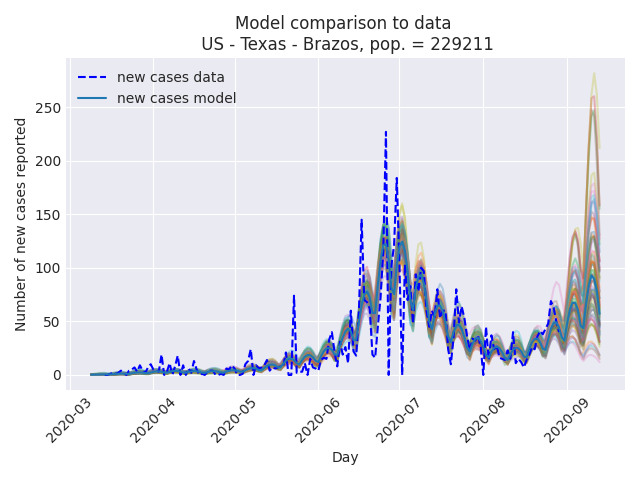 Model comparison to data
US - Texas - Brazos, pop. = 229211
new cases data
new cases model
Number of new cases reported
250
200
150
100
50
0
2020-03
2020-04
2020-05
2020-06
2020-07
2020-08
2020-09
Day